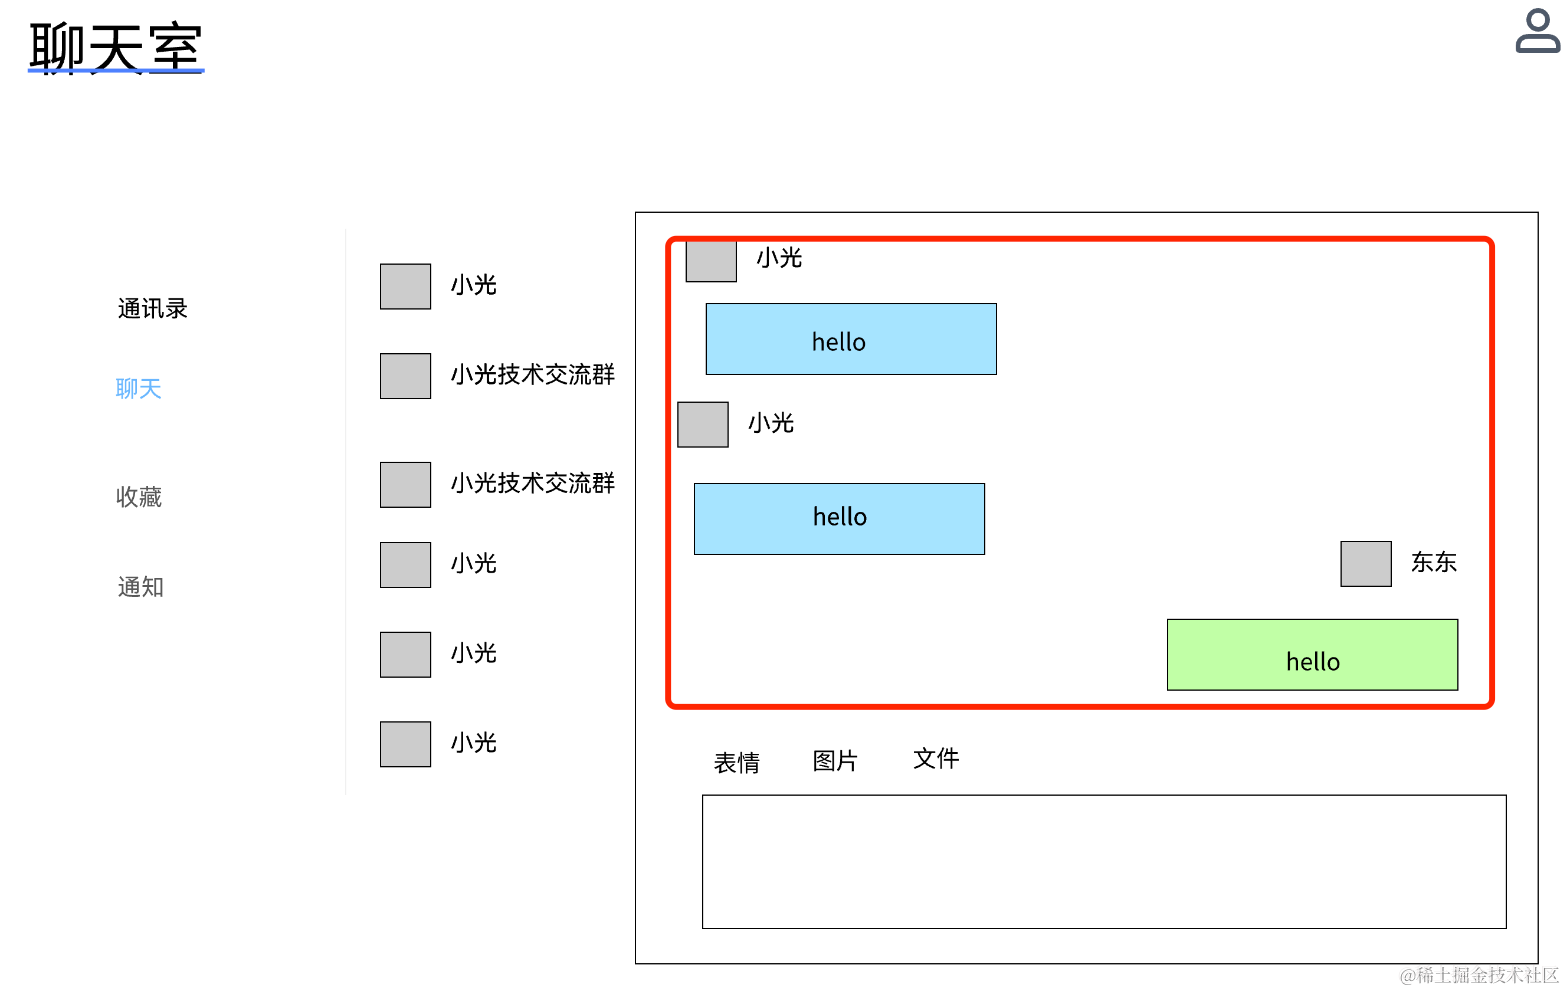 聊天室
通讯录
聊天
收藏
通知
小光
小光技术交流群
小光技术交流群
小光
小光
小光
小光
hello
小光
hello
东东
hello
表情
图片
文件
@稀土掘金技术社区